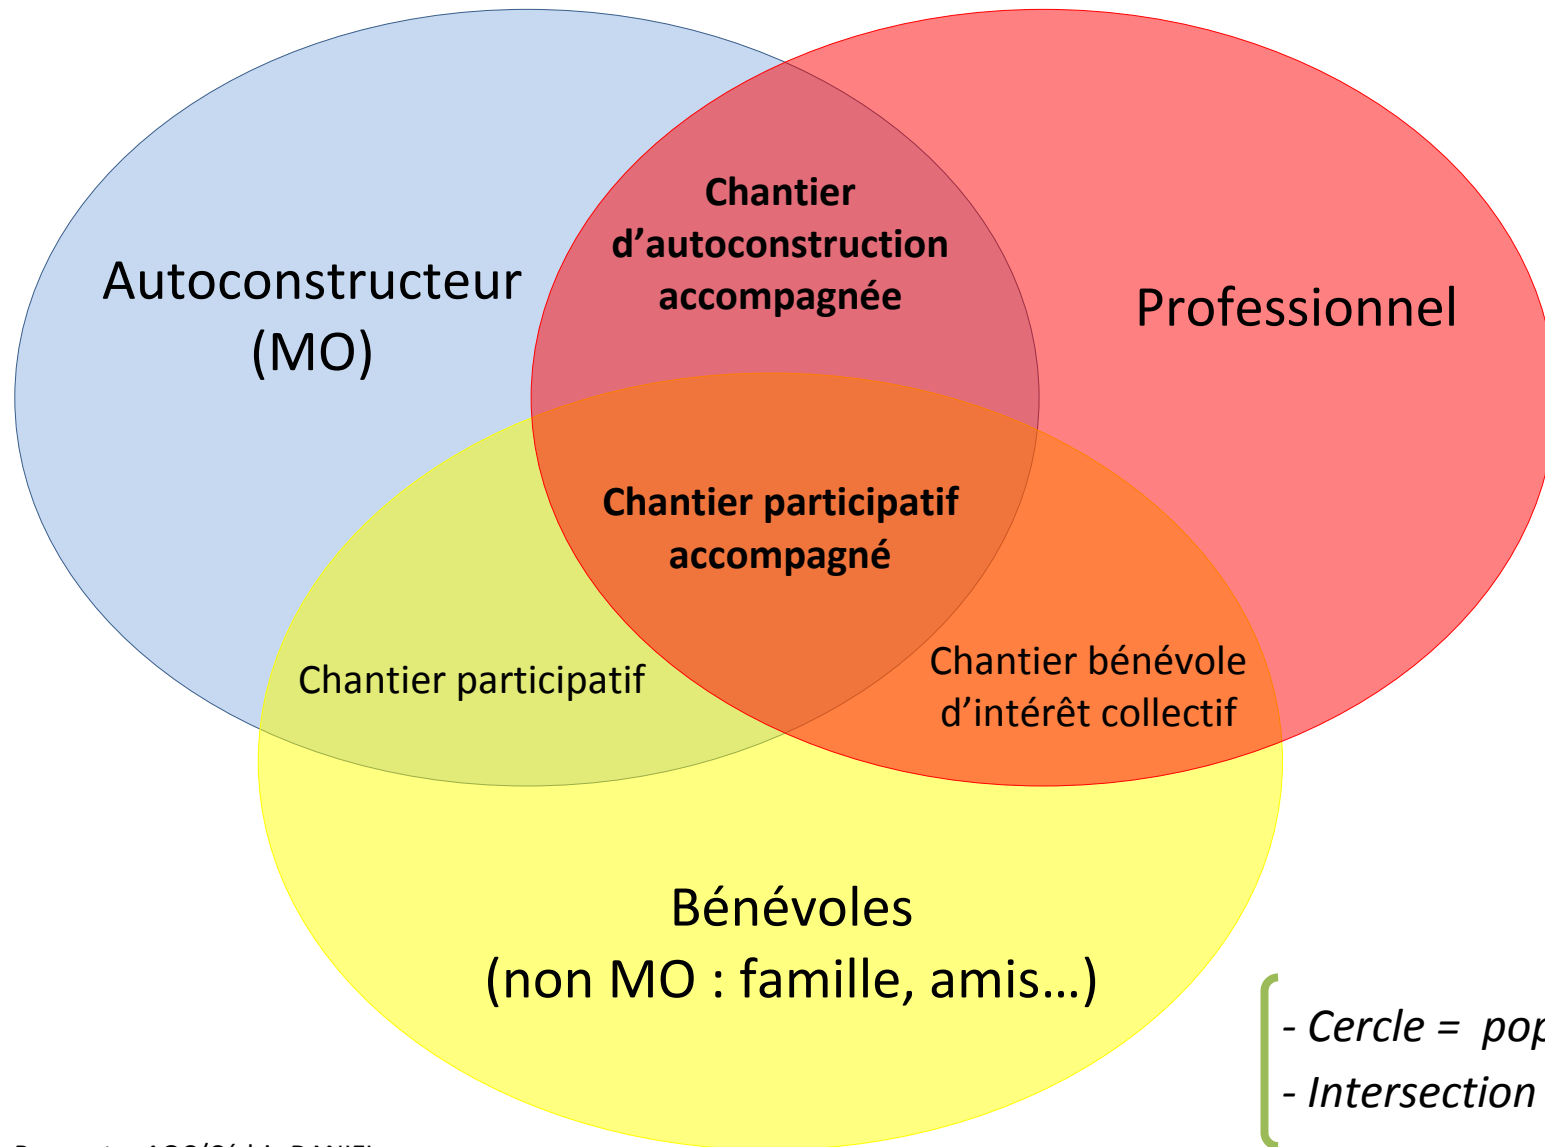 Chantier
d’autoconstruction
accompagnée
Autoconstructeur
(MO)
Professionnel
Chantier participatif
accompagné
Chantier participatif
Chantier bénévole
d’intérêt collectif
Bénévoles
(non MO : famille, amis…)
- Cercle =
- Intersection